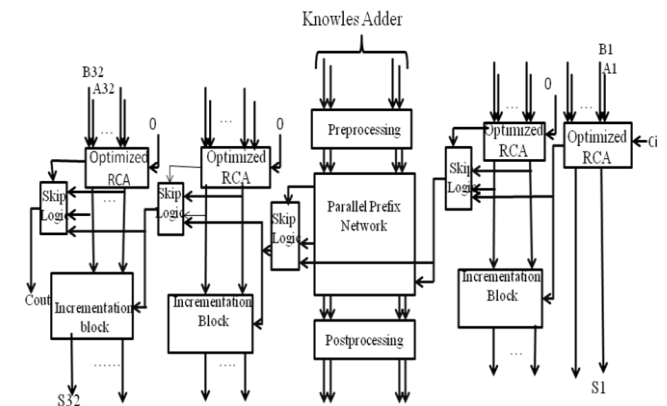 Knowles Adder
B32
A32
...
0
Optimized
RCA
Skip
Logic
...
Cout
Incrementation
block
......
S32
....
0
Optimized
RCA
Skip
Logic
Incrementation
Block
....
Preprocessing
Skip
Logic
Parallel Prefix
Network
Postprocessing
...
0
Optimized
RCA
Skip
Logic
Incrementation
Block
...
B1
A1
Optimized
RCA
Ci
S1